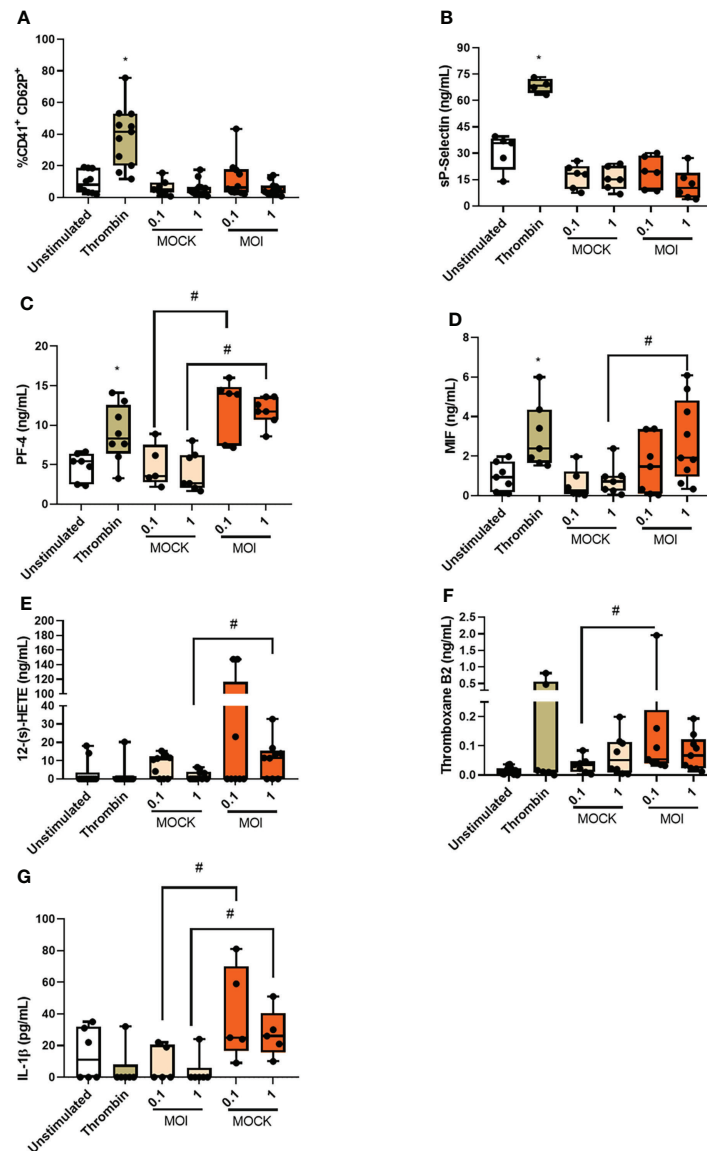 A
%CD41+ CD62P+
100
80
60
40
20
0
*
Unstimulated
Thrombin
0.1
1
0.1
1
MOCK
MOI
B
sP-Selectin (ng/mL)
90
75
60
45
30
15
0
*
Unstimulated
Thrombin
0.1
1
0.1
1
MOCK
MOI
C
PF-4 (ng/mL)
20
15
10
5
0
*
#
#
Unstimulated
Thrombin
0.1
1
0.1
1
MOCK
MOI
D
MIF (ng/mL)
8
6
4
2
0
*
#
Unstimulated
Thrombin
0.1
1
0.1
1
MOCK
MOI
E
12-(s)-HETE (ng/mL)
200
180
160
140
120
100
40
30
20
10
0
#
Unstimulated
Thrombin
0.1
1
0.1
1
MOCK
MOI
F
Thromboxane B2 (ng/mL)
2.5
2.0
1.5
1.0
0.5
0.2
0.1
0.0
#
Unstimulated
Thrombin
0.1
1
0.1
1
MOCK
MOI
G
IL-1β (pg/mL)
100
80
60
40
20
0
#
#
Unstimulated
Thrombin
0.1
1
0.1
1
MOI
MOCK